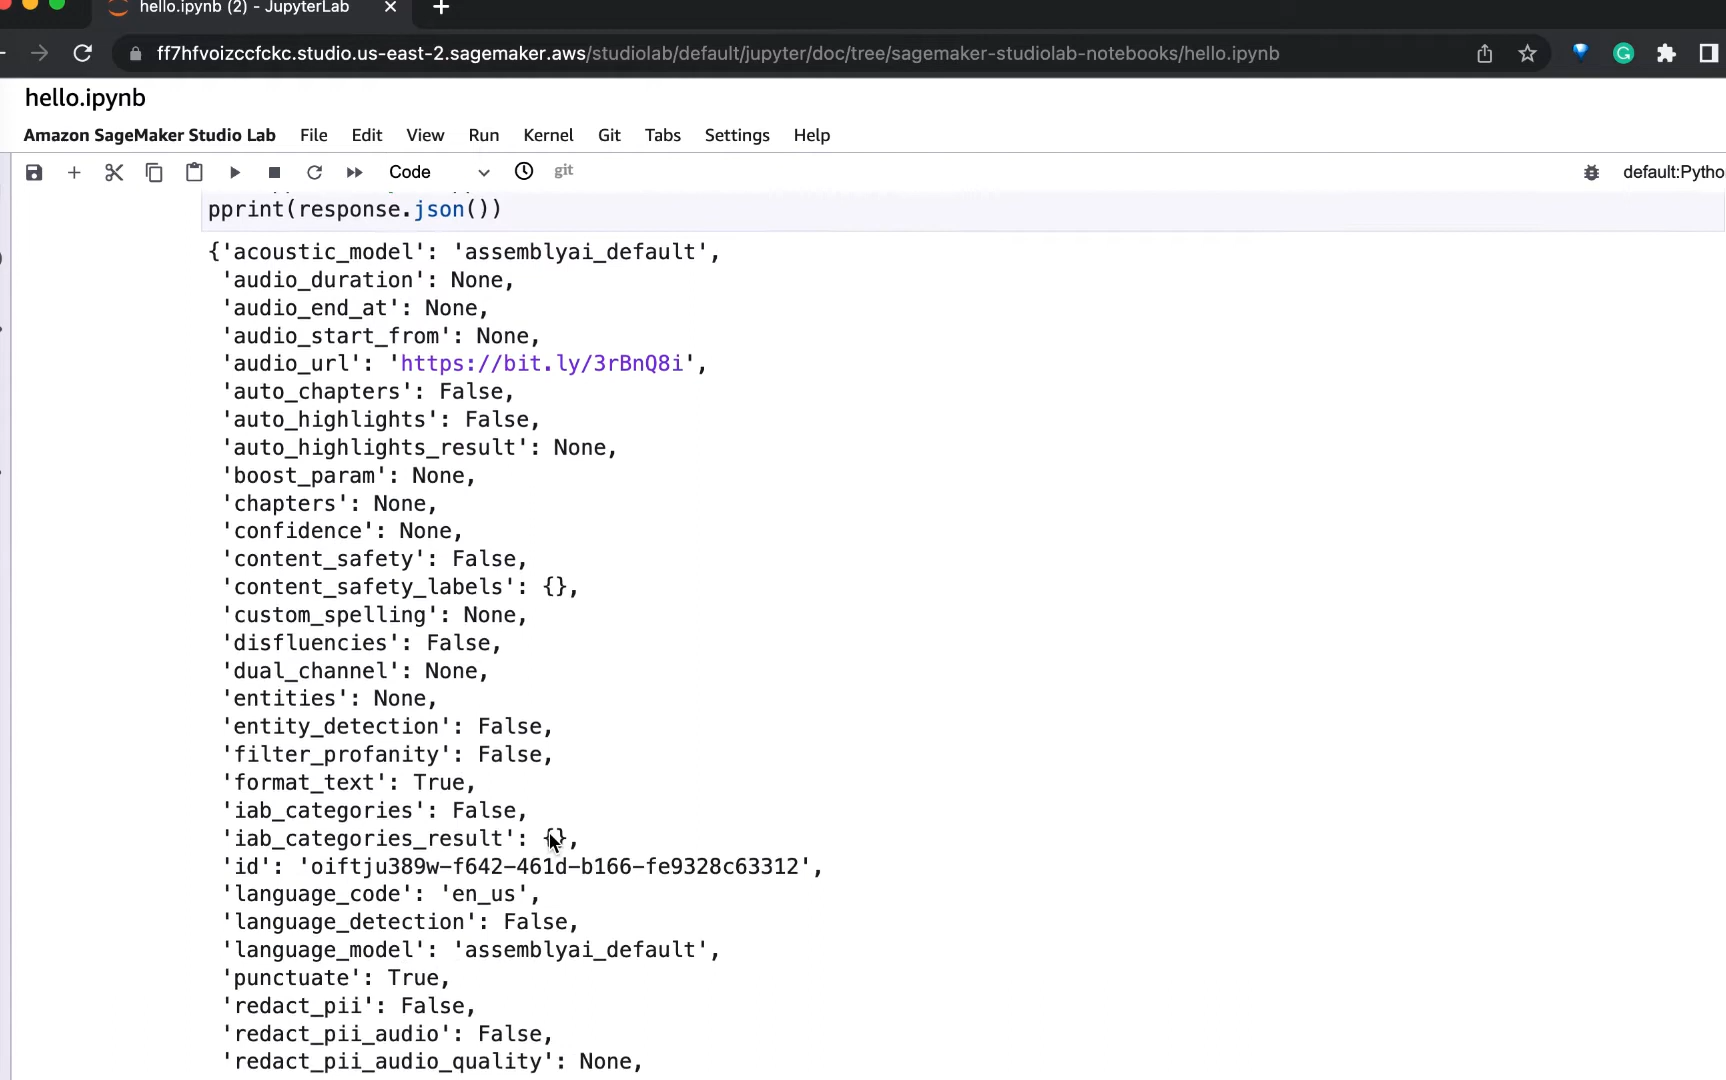 hello.ipynb (2) - JupyterLab
ff7hfvoizccfckc.studio.us-east-2.sagemaker.aws/studiolab/default/jupyter/doc/tree/sagemaker-studiolab-notebooks/hello.ipynb
hello.ipynb
Amazon SageMaker Studio Lab File Edit View Run Kernel Git Tabs Settings Help
Code git default:Pytho
pprint(response.json())
{'acoustic_model': 'assemblyai_default',
'audio_duration': None,
'audio_end_at': None,
'audio_start_from': None,
'audio_url': 'https://bit.ly/3rBnQ8i',
'auto_chapters': False,
'auto_highlights': False,
'auto_highlights_result': None,
'boost_param': None,
'chapters': None,
'confidence': None,
'content_safety': False,
'content_safety_labels': {},
'custom_spelling': None,
'disfluencies': False,
'dual_channel': None,
'entities': None,
'entity_detection': False,
'filter_profanity': False,
'format_text': True,
'iab_categories': False,
'iab_categories_result': {},
'id': 'oiftju389w-f642-461d-b166-fe9328c63312',
'language_code': 'en_us',
'language_detection': False,
'language_model': 'assemblyai_default',
'punctuate': True,
'redact_pii': False,
'redact_pii_audio': False,
'redact_pii_audio_quality': None,